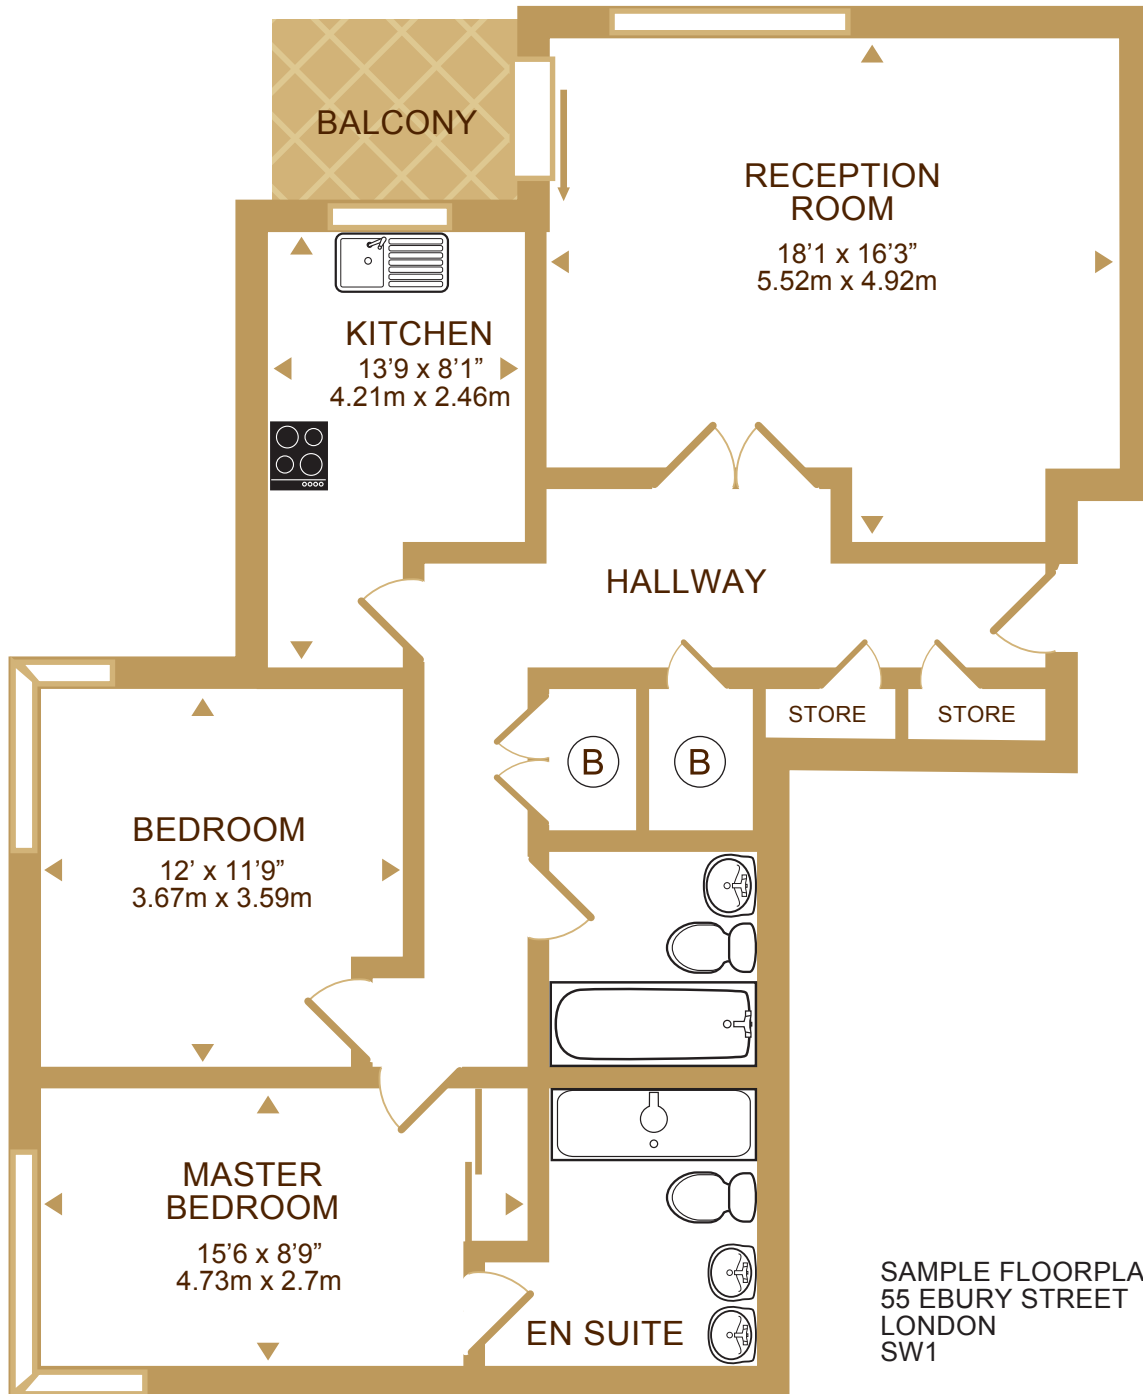 BALCONY
RECEPTION
ROOM
18'1 x 16'3”
5.52m x 4.92m
KITCHEN
13’9 x 8’1”
4.21m x 2.46m
HALLWAY
STORE
STORE
B
B
BEDROOM
12’ x 11’9”
3.67m x 3.59m
MASTER
BEDROOM
15’6 x 8’9”
4.73m x 2.7m
EN SUITE
SAMPLE FLOORPLA
55 EBURY STREET
LONDON
SW1